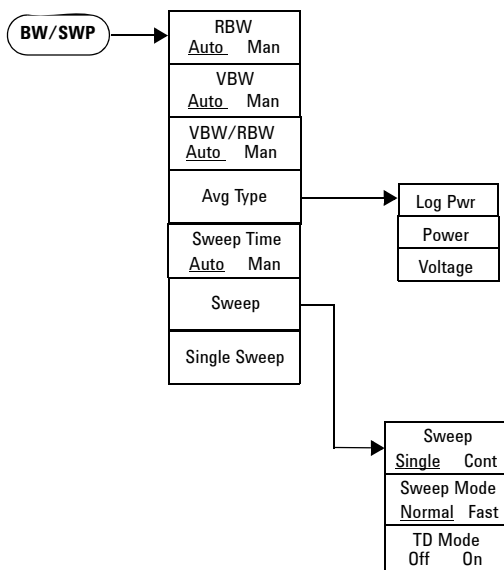 BW/SWP
RBW
Auto Man
VBW
Auto Man
VBW/RBW
Auto Man
Avg Type
Sweep Time
Auto Man
Sweep
Single Sweep
Log Pwr
Power
Voltage
Sweep
Single Cont
Sweep Mode
Normal Fast
TD Mode
Off On